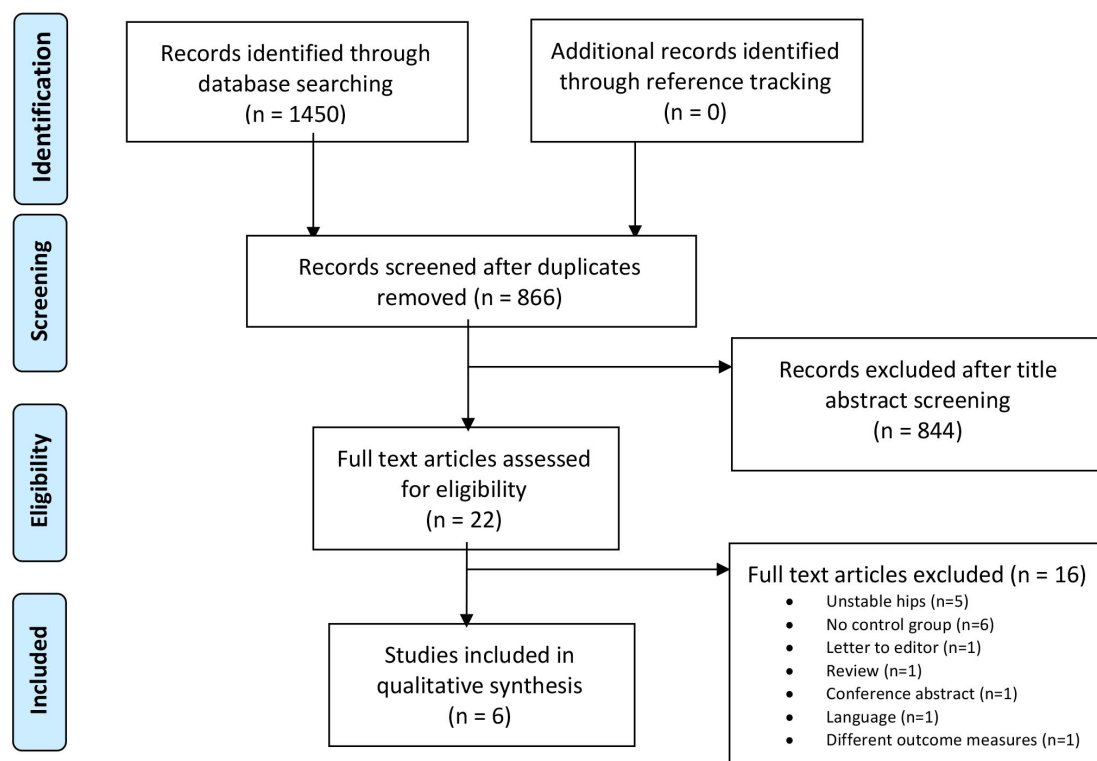 Identification
Records identified through
database searching
(n = 1450)
Additional records identified
through reference tracking
(n = 0)
Screening
Records screened after duplicates
removed (n = 866)
Records excluded after title
abstract screening
(n = 844)
Eligibility
Full text articles assessed
for eligibility
(n = 22)
Full text articles excluded (n = 16)
• Unstable hips (n=5)
• No control group (n=6)
• Letter to editor (n=1)
• Review (n=1)
• Conference abstract (n=1)
• Language (n=1)
• Different outcome measures (n=1)
Included
Studies included in
qualitative synthesis
(n = 6)